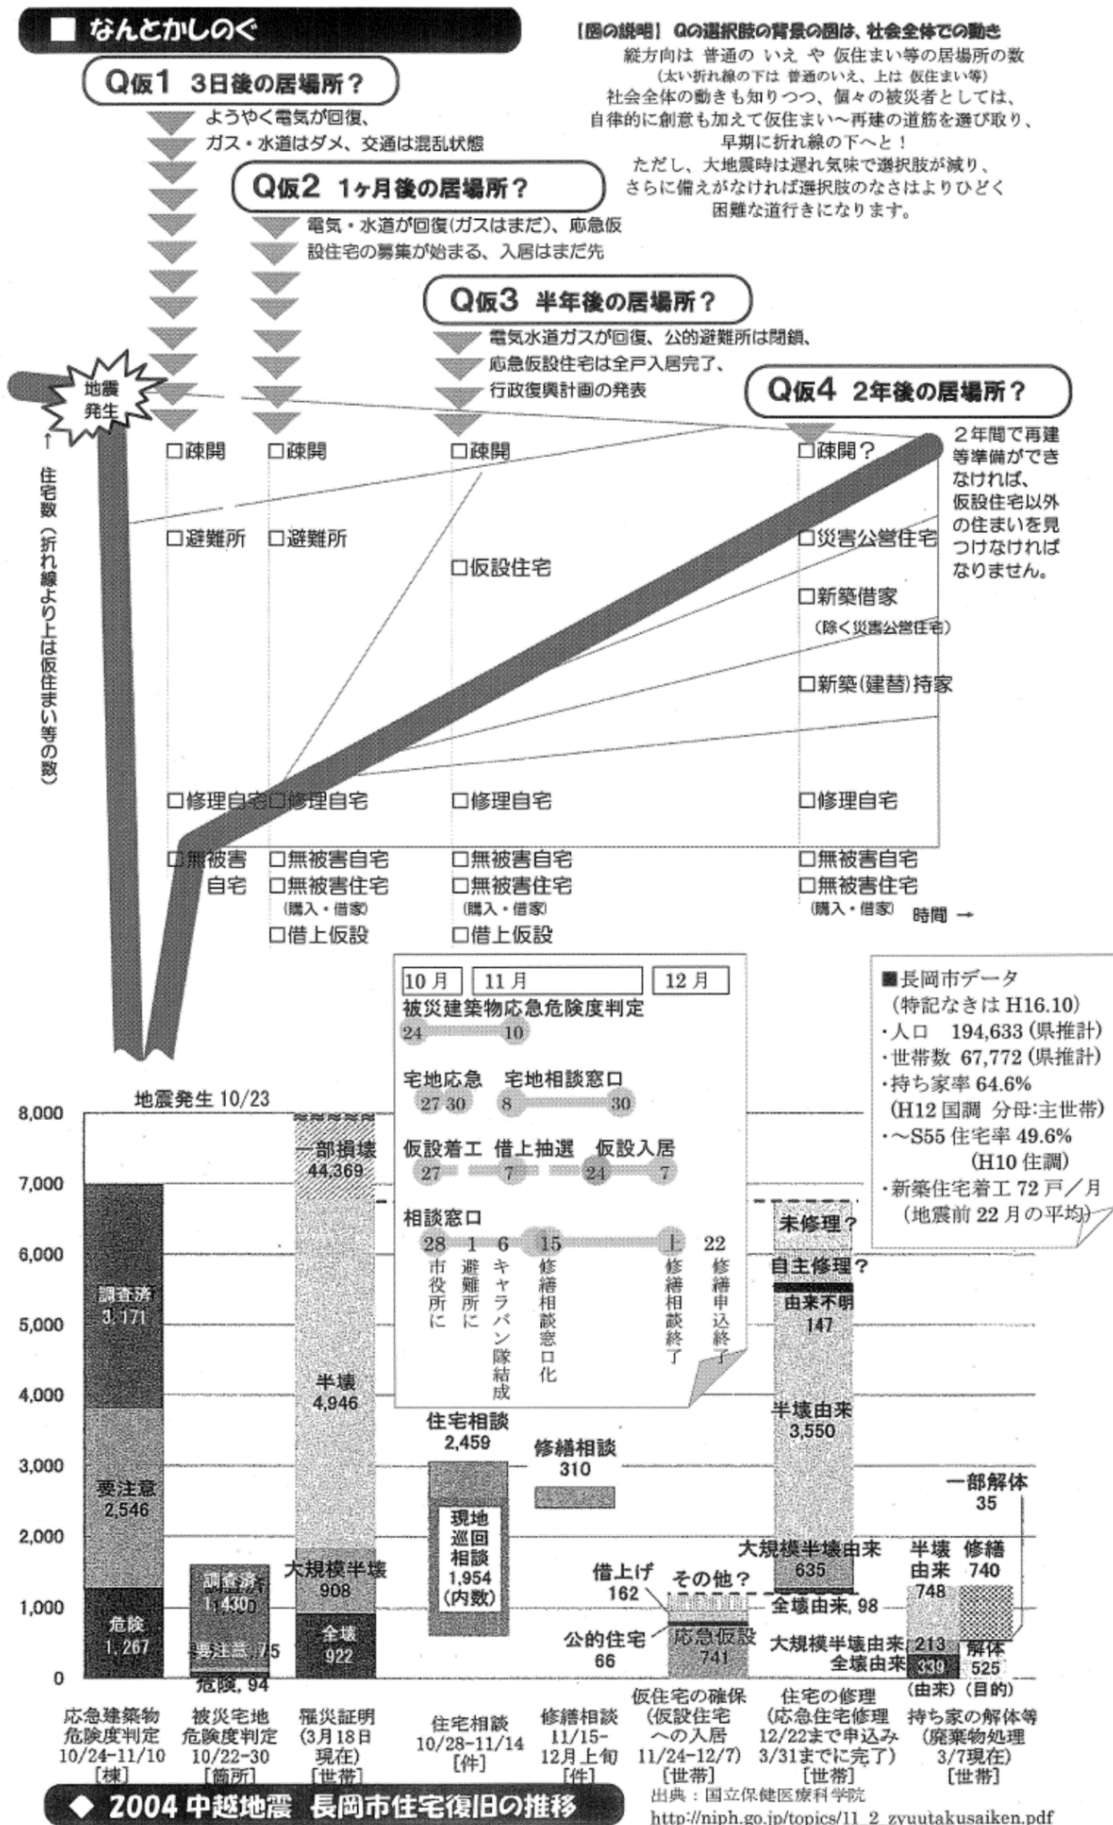 ■ なんとかしのぐ
【図の説明】 Qの選択肢の背景の図は、社会全体での動き
縦方向は 普通の いえ や 仮住まい等の居場所の数
(太い折れ線の下は 普通のいえ、上は 仮住まい等)
社会全体の動きも知りつつ、個々の被災者としては、
自律的に創意も加えて仮住まい～再建の道筋を選び取り、
早期に折れ線の下へと！
ただし、大地震時は遅れ気味で選択肢が減り、
さらに備えがなければ選択肢のなさはよりひどく
困難な道行きになります。
Q仮1 3日後の居場所？
ようやく電気が回復、
ガス・水道はダメ、交通は混乱状態
Q仮2 1ヶ月後の居場所？
電気・水道が回復(ガスはまだ)、応急仮
設住宅の募集が始まる、入居はまだ先
Q仮3 半年後の居場所？
電気水道ガスが回復、公的避難所は閉鎖、
応急仮設住宅は全戸入居完了、
行政復興計画の発表
Q仮4 2年後の居場所？
２年間で再建
等準備ができ
なければ、
仮設住宅以外
の住まいを見
つけなければ
なりません。
地震
発生
↑ 住宅数（折れ線より上は仮住まい等の数）
□疎開 □疎開 □疎開 □疎開？
□避難所 □避難所 □仮設住宅 □災害公営住宅
□新築借家
(除く災害公営住宅)
□新築(建替)持家
□修理自宅 □修理自宅 □修理自宅 □修理自宅
□無被害
自宅
□無被害自宅 □無被害自宅 □無被害自宅
□無被害住宅 □無被害住宅 □無被害住宅
(購入・借家) (購入・借家) (購入・借家)
□借上仮設 □借上仮設
時間 →
10月 11月 12月
被災建築物応急危険度判定
24 10
宅地応急 宅地相談窓口
27 30 8 30
仮設着工 借上抽選 仮設入居
27 7 24 7
相談窓口
28 1 6 15 上 22
市役所に
避難所に
キャラバン隊結成
修繕相談窓口化
修繕相談終了
修繕申込終了
■長岡市データ
(特記なきは H16.10)
・人口 194,633 (県推計)
・世帯数 67,772 (県推計)
・持ち家率 64.6%
(H12 国調 分母:主世帯)
・～S55 住宅率 49.6%
(H10 住調)
・新築住宅着工 72 戸／月
(地震前 22 月の平均)
地震発生 10/23
8,000
7,000
6,000
5,000
4,000
3,000
2,000
1,000
0
調査済
3,171
要注意
2,546
危険
1,267
調査済
1,430
要注意, 75
危険, 94
一部損壊
44,369
半壊
4,946
大規模半壊
908
全壊
922
住宅相談
2,459
現地
巡回
相談
1,954
(内数)
修繕相談
310
借上げ
162
その他？
公的住宅
66
応急仮設
741
未修理？
自主修理？
由来不明
147
半壊由来
3,550
大規模半壊由来
635
全壊由来, 98
半壊
由来
748
大規模半壊由来 213
全壊由来 339
(由来)
一部解体
35
修繕
740
解体
525
(目的)
応急建築物
危険度判定
10/24-11/10
[棟]
被災宅地
危険度判定
10/22-30
[箇所]
罹災証明
(3月18日
現在)
[世帯]
住宅相談
10/28-11/14
[件]
修繕相談
11/15-
12月上旬
[件]
仮住宅の確保
(仮設住宅
への入居
11/24-12/7)
[世帯]
住宅の修理
(応急住宅修理
12/22まで申込み
3/31までに完了)
[世帯]
持ち家の解体等
(廃棄物処理
3/7現在)
[世帯]
◆ 2004 中越地震 長岡市住宅復旧の推移
出典：国立保健医療科学院
http://niph.go.jp/topics/11_2_zyuutakusaiken.pdf